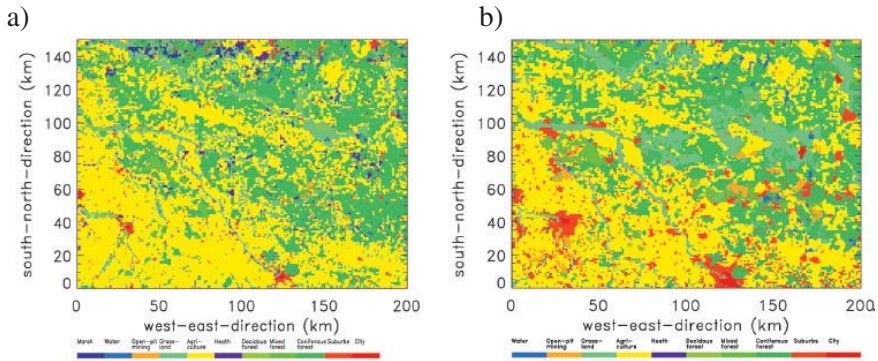 a)
b)
140
120
100
80
60
40
20
0
south-north-direction (km)
0 50 100 150 200
west-east-direction (km)
Marsh Water Open-pit mining Grass-land Agri-culture Heath Decidous forest Mixed forest Coniferous forest Suburbs City
140
120
100
80
60
40
20
0
south-north-direction (km)
0 50 100 150 200
west-east-direction (km)
Water Open-pit mining Grass-land Agri-culture Heath Decidous forest Mixed forest Coniferous forest Suburbs City